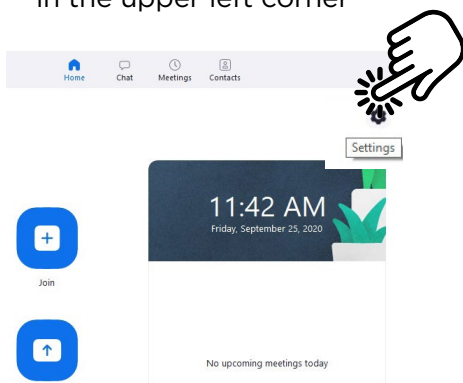 in the upper left corner
Home Chat Meetings Contacts
Settings
11:42 AM
Friday, September 25, 2020
Join
No upcoming meetings today